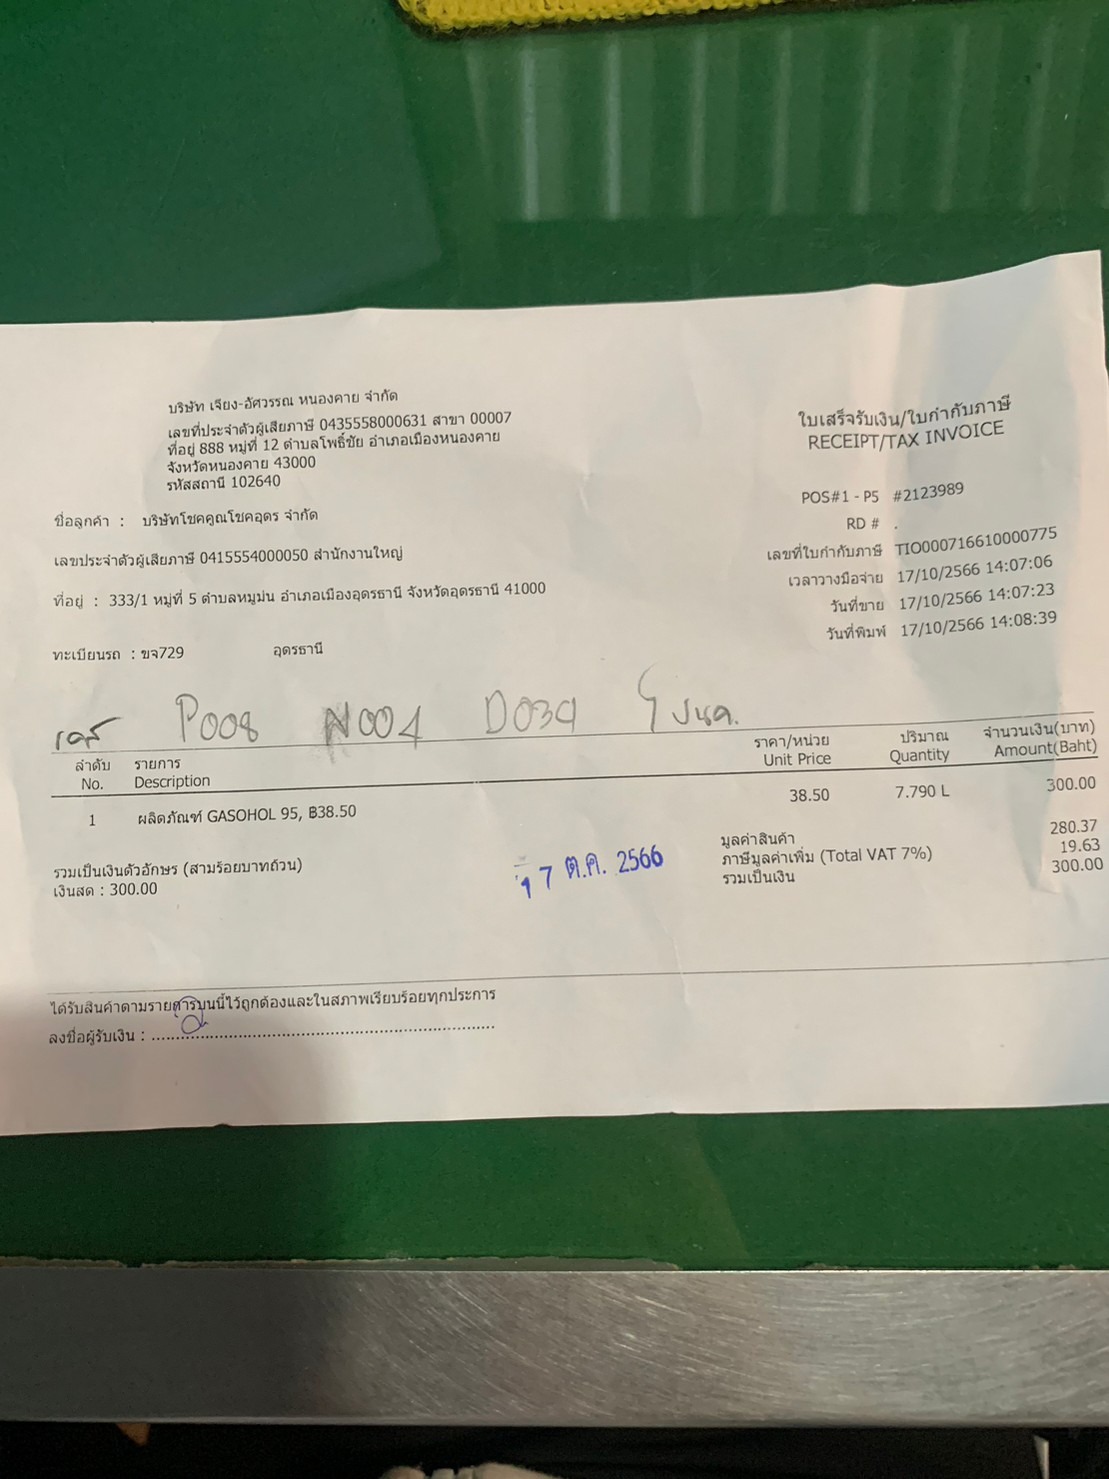 บริษัท เจียง-อัศวรรณ หนองคาย จำกัด
เลขที่ประจำตัวผู้เสียภาษี 0435558000631 สาขา 00007
ที่อยู่ 888 หมู่ที่ 12 ตำบลโพธิ์ชัย อำเภอเมืองหนองคาย
จังหวัดหนองคาย 43000
รหัสสถานี 102640
ใบเสร็จรับเงิน/ใบกำกับภาษี
RECEIPT/TAX INVOICE
ชื่อลูกค้า : บริษัทโชคคูณโชคอุดร จำกัด
เลขประจำตัวผู้เสียภาษี 0415554000050 สำนักงานใหญ่
ที่อยู่ : 333/1 หมู่ที่ 5 ตำบลหมูม่น อำเภอเมืองอุดรธานี จังหวัดอุดรธานี 41000
ทะเบียนรถ : ขจ729 อุดรธานี
POS#1 - P5 #2123989
RD # .
เลขที่ใบกำกับภาษี TIO000716610000775
เวลาวางมือจ่าย 17/10/2566 14:07:06
วันที่ขาย 17/10/2566 14:07:23
วันที่พิมพ์ 17/10/2566 14:08:39
P008 N004 D034
ลำดับ รายการ ราคา/หน่วย ปริมาณ จำนวนเงิน(บาท)
No. Description Unit Price Quantity Amount(Baht)
1 ผลิตภัณฑ์ GASOHOL 95, ฿38.50 38.50 7.790 L 300.00
มูลค่าสินค้า 280.37
ภาษีมูลค่าเพิ่ม (Total VAT 7%) 19.63
รวมเป็นเงิน 300.00
รวมเป็นเงินตัวอักษร (สามร้อยบาทถ้วน)
เงินสด : 300.00
17 ต.ค. 2566
ได้รับสินค้าตามรายการบนนี้ไว้ถูกต้องและในสภาพเรียบร้อยทุกประการ
ลงชื่อผู้รับเงิน : ................................................................